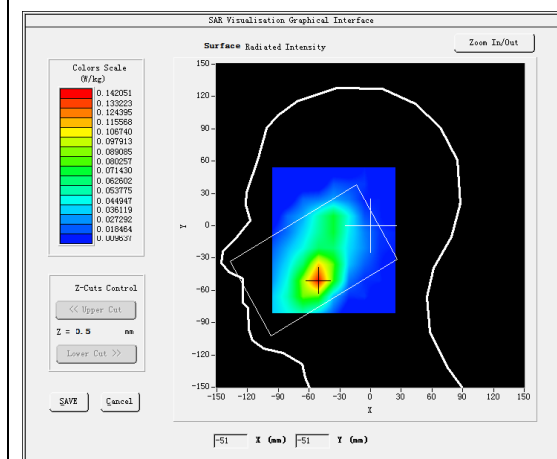 SAR Visualisation Graphical Interface
Surface Radiated Intensity
Zoom In/Out
Colors Scale
(W/kg)
0.142051
0.133223
0.124395
0.115568
0.106740
0.097913
0.089085
0.080257
0.071430
0.062602
0.053775
0.044947
0.036119
0.027292
0.018464
0.009637
Z-Cuts Control
<< Upper Cut
Z = 0.5 mm
Lower Cut >>
SAVE Cancel
150-
120-
90-
60-
30-
0-
-30-
-60-
-90-
-120-
-150-
Y
-150 -120 -90 -60 -30 0 30 60 90 120 150
X
-51 X (mm) -51 Y (mm)